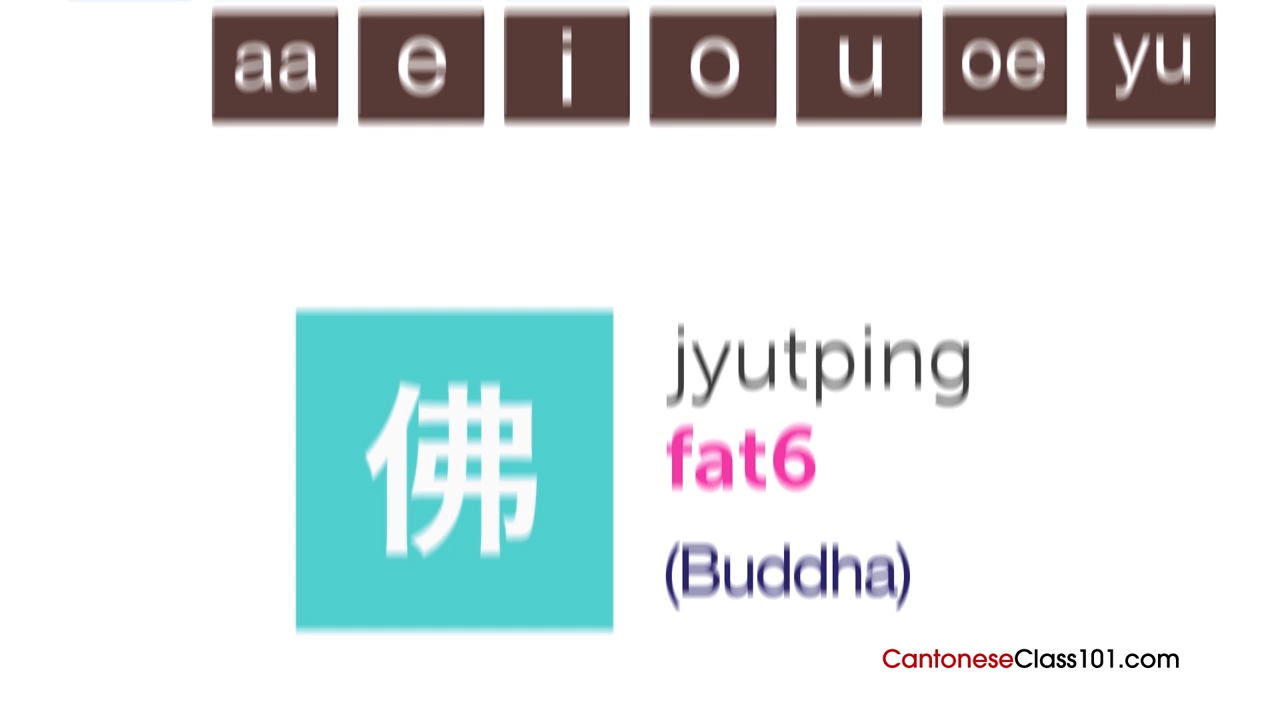 aa e i o u oe yu
佛
jyutping
fat6
(Buddha)
CantoneseClass101.com